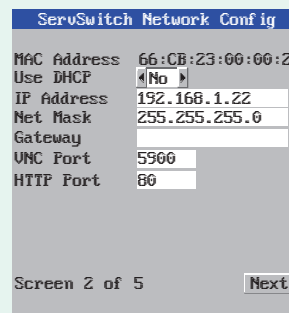 ServSwitch Network Config
MAC Address 66:CB:23:00:00:2
Use DHCP No
IP Address 192.168.1.22
Net Mask 255.255.255.0
Gateway
VNC Port 5900
HTTP Port 80
Screen 2 of 5 Next